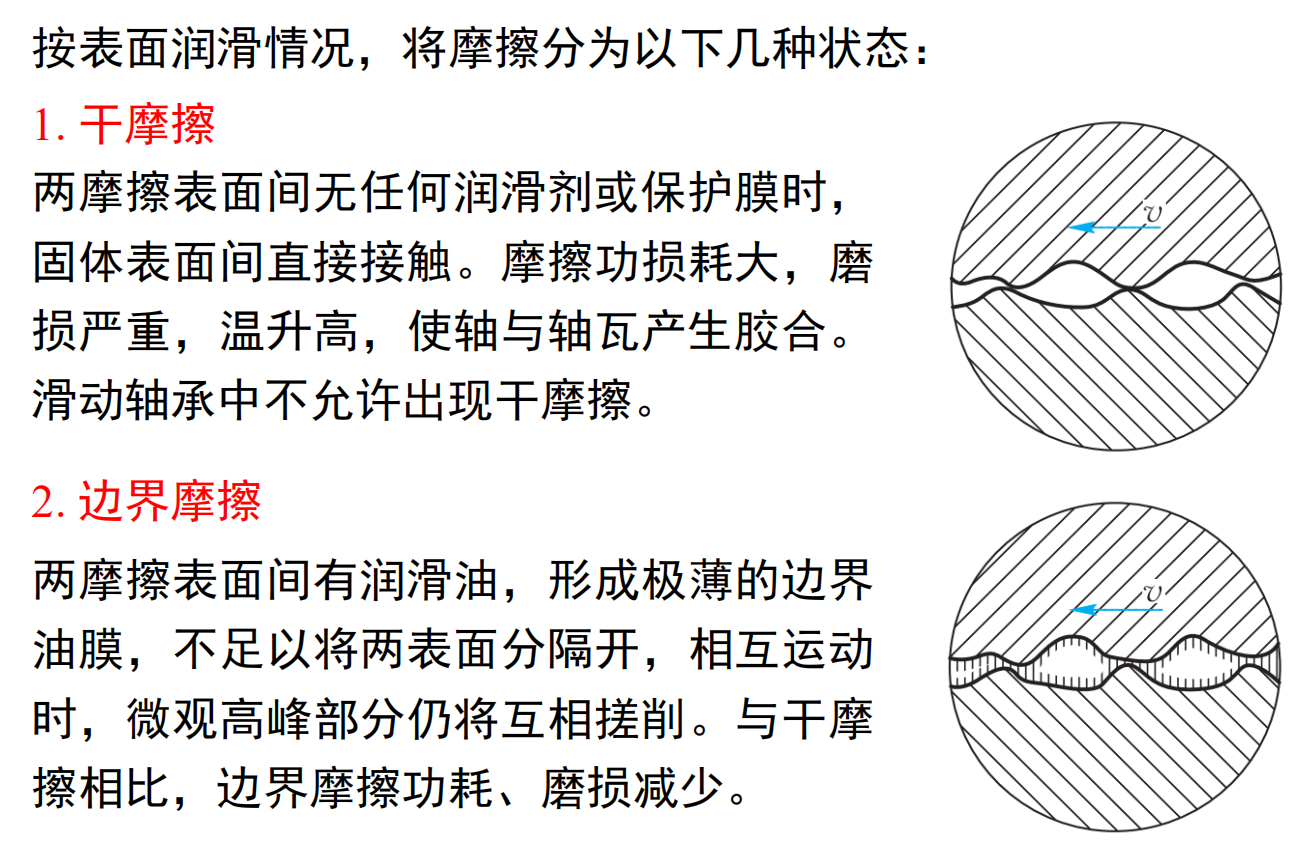 按表面润滑情况，将摩擦分为以下几种状态：
1. 干摩擦
两摩擦表面间无任何润滑剂或保护膜时，
固体表面间直接接触。摩擦功损耗大，磨
损严重，温升高，使轴与轴瓦产生胶合。
滑动轴承中不允许出现干摩擦。
v
2. 边界摩擦
两摩擦表面间有润滑油，形成极薄的边界
油膜，不足以将两表面分隔开，相互运动
时，微观高峰部分仍将互相搓削。与干摩
擦相比，边界摩擦功耗、磨损减少。
v